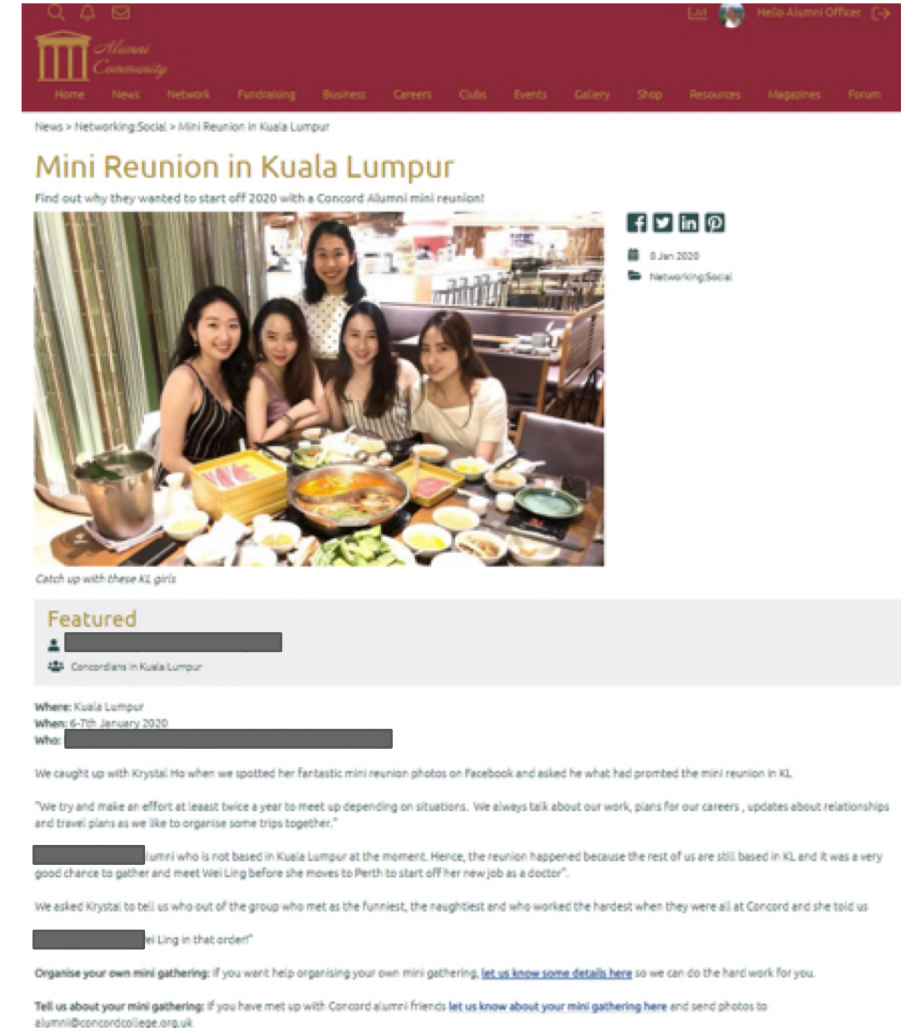 Hello Alumni Officer
Alumni
Community
Home News Network Fundraising Business Careers Clubs Events Gallery Shop Resources Magazines Forum
News > Networking:Social > Mini Reunion in Kuala Lumpur
Mini Reunion in Kuala Lumpur
Find out why they wanted to start off 2020 with a Concord Alumni mini reunion!
8 Jan 2020
Networking:Social
Catch up with these KL girls
Featured
Concordians in Kuala Lumpur
Where: Kuala Lumpur
When: 6-7th January 2020
Who:
We caught up with Krystal Ho when we spotted her fantastic mini reunion photos on Facebook and asked he what had promted the mini reunion in KL
"We try and make an effort at leaast twice a year to meet up depending on situations. We always talk about our work, plans for our careers , updates about relationships
and travel plans as we like to organise some trips together."
lumni who is not based in Kuala Lumpur at the moment. Hence, the reunion happened because the rest of us are still based in KL and it was a very
good chance to gather and meet Wei Ling before she moves to Perth to start off her new job as a doctor".
We asked Krystal to tell us who out of the group who met as the funniest, the naughtiest and who worked the hardest when they were all at Concord and she told us
ei Ling in that order!"
Organise your own mini gathering: If you want help organising your own mini gathering, let us know some details here so we can do the hard work for you.
Tell us about your mini gathering: If you have met up with Concord alumni friends let us know about your mini gathering here and send photos to
alumni@concordcollege.org.uk